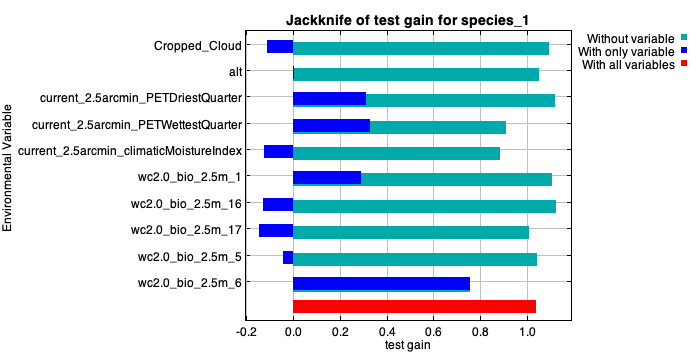 Jackknife of test gain for species_1
Without variable
With only variable
With all variables
Environmental Variable
Cropped_Cloud
alt
current_2.5arcmin_PETDriestQuarter
current_2.5arcmin_PETWettestQuarter
current_2.5arcmin_climaticMoistureIndex
wc2.0_bio_2.5m_1
wc2.0_bio_2.5m_16
wc2.0_bio_2.5m_17
wc2.0_bio_2.5m_5
wc2.0_bio_2.5m_6
-0.2 0.0 0.2 0.4 0.6 0.8 1.0
test gain